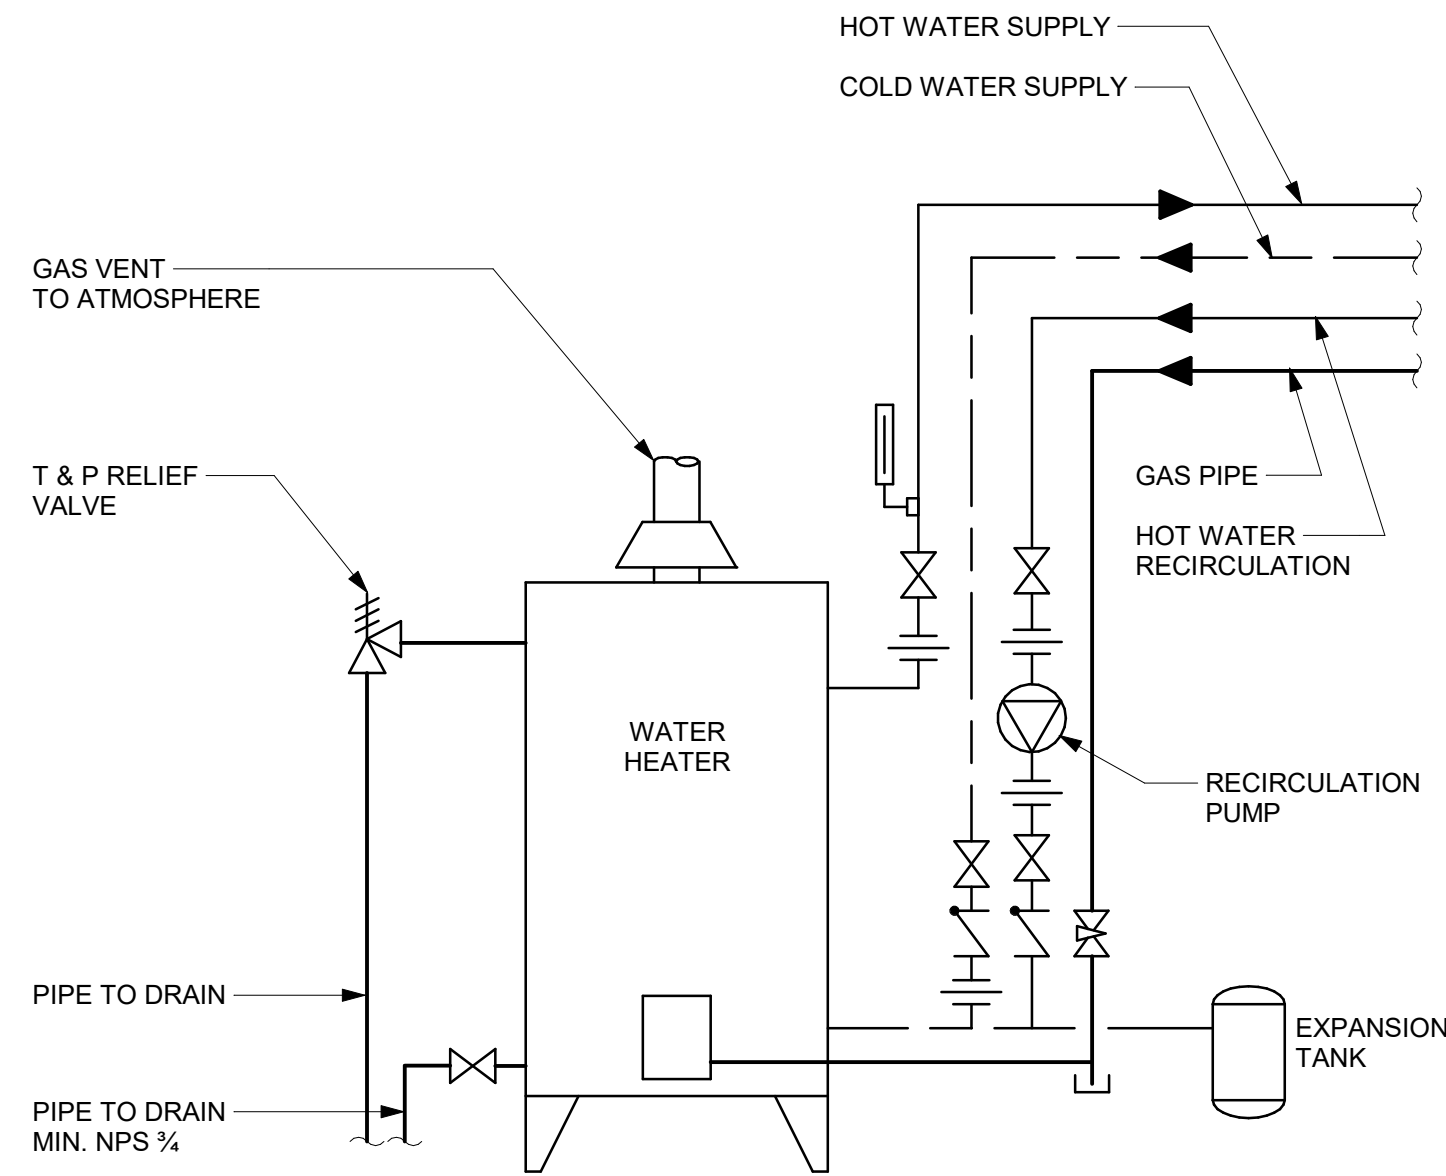 HOT WATER SUPPLY
COLD WATER SUPPLY
GAS VENT
TO ATMOSPHERE
T & P RELIEF
VALVE
GAS PIPE
HOT WATER
RECIRCULATION
WATER
HEATER
RECIRCULATION
PUMP
PIPE TO DRAIN
EXPANSION
TANK
PIPE TO DRAIN
MIN. NPS ¾